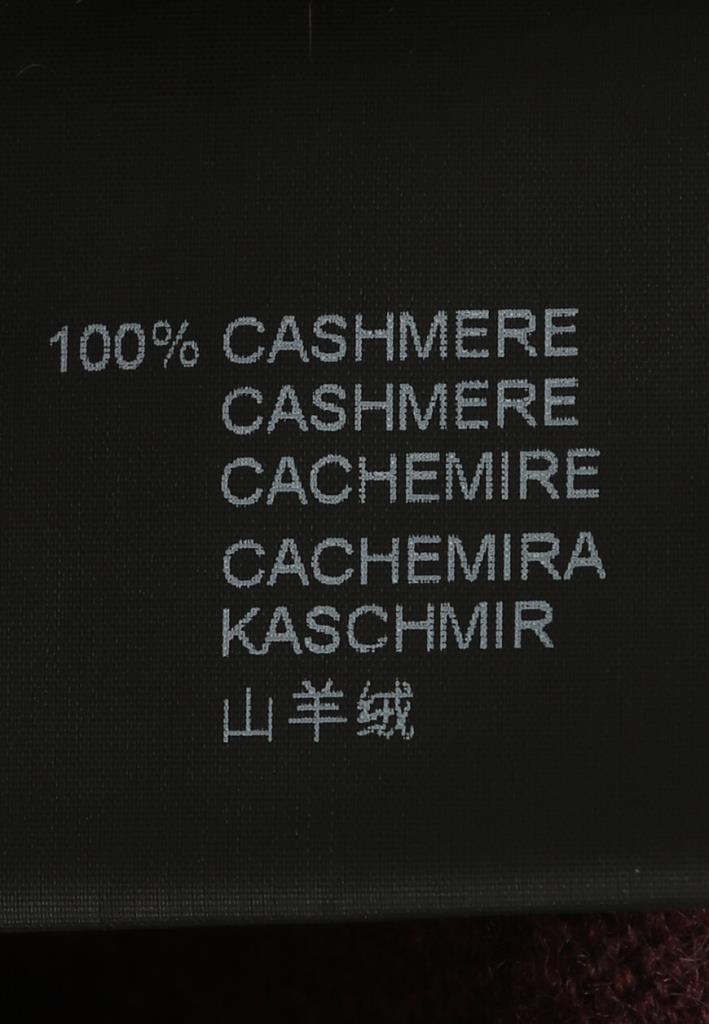 100% CASHMERE
CASHMERE
CACHEMIRE
CACHEMIRA
KASCHMIR
山羊绒